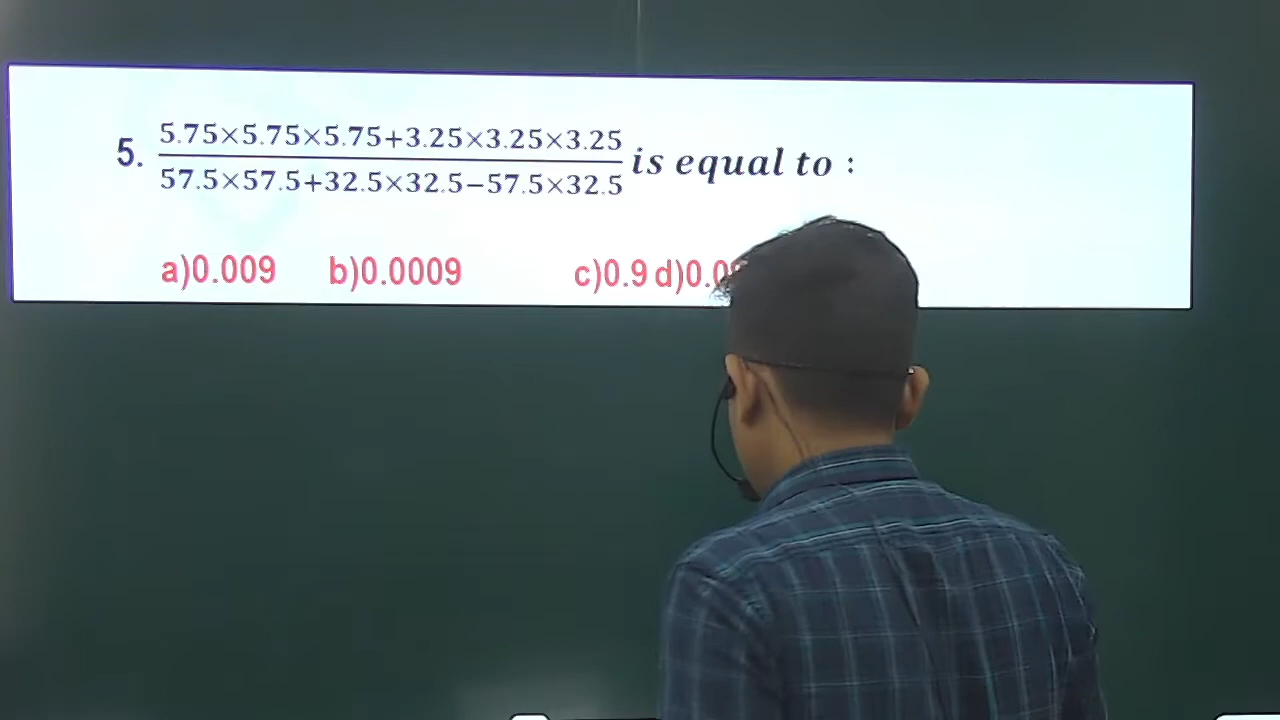 5. 5.75×5.75×5.75+3.25×3.25×3.25
57.5×57.5+32.5×32.5−57.5×32.5 is equal to :
a)0.009 b)0.0009 c)0.9 d)